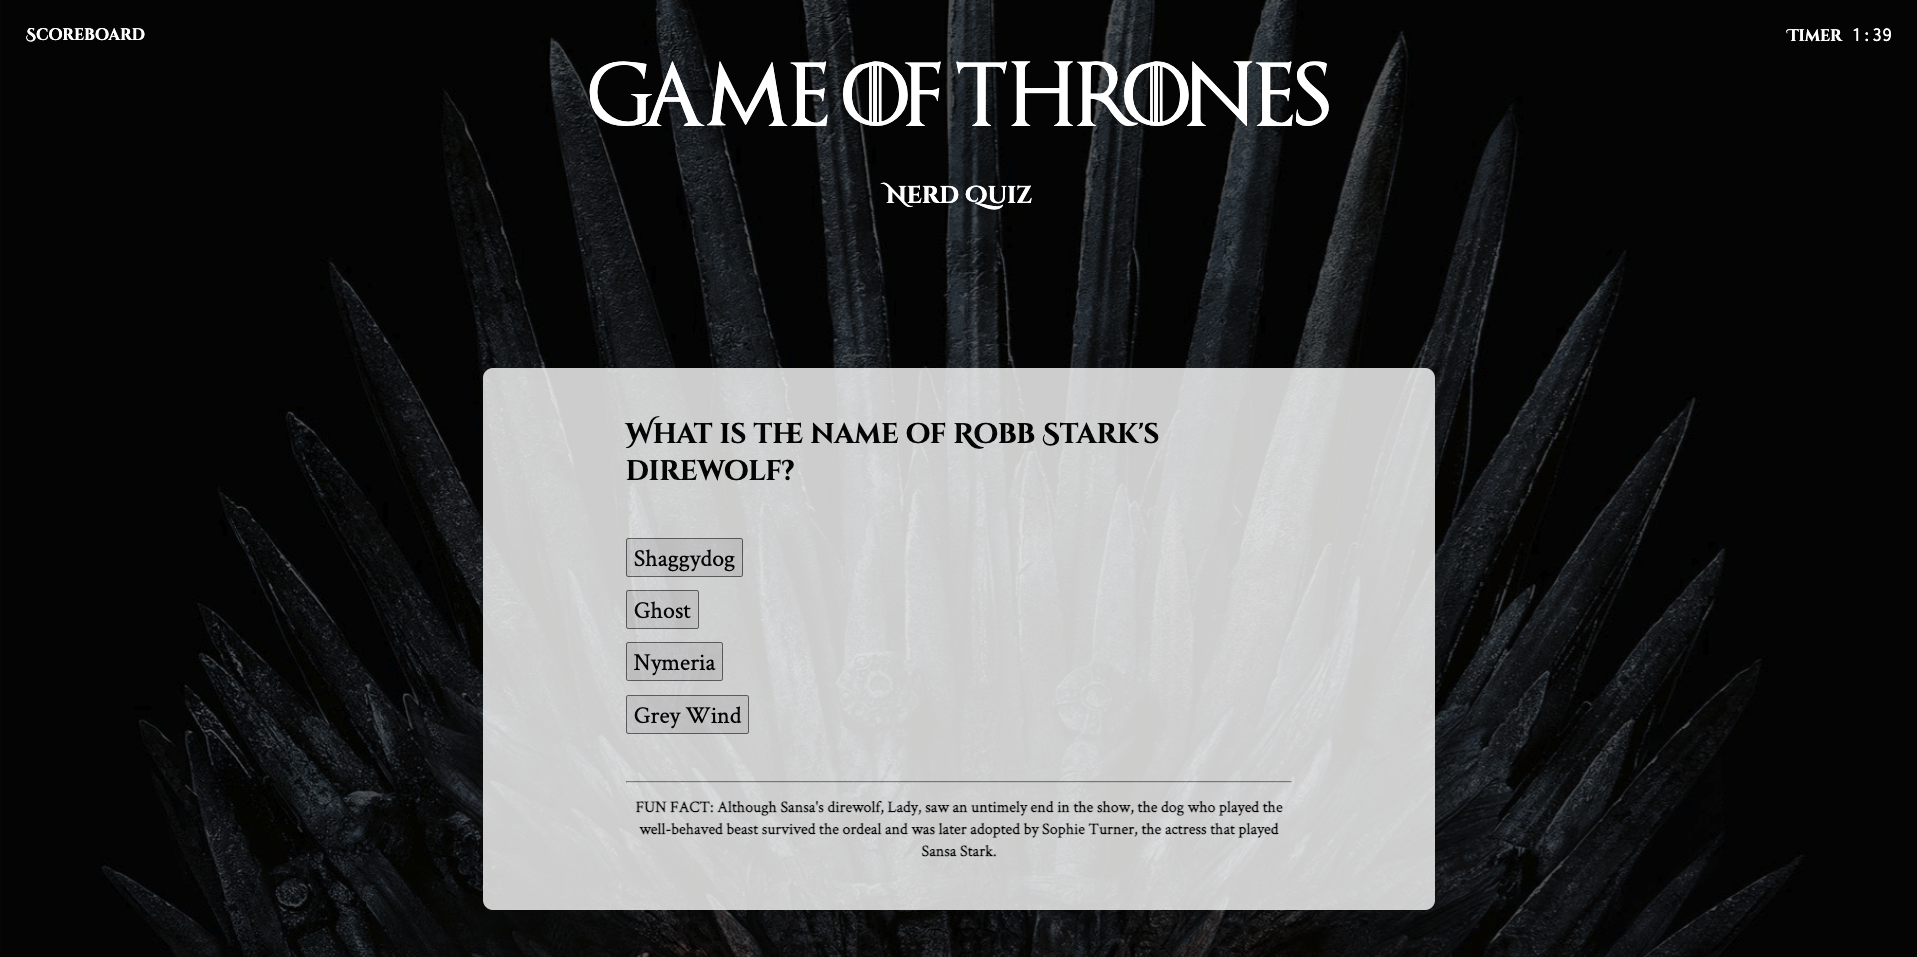 Scoreboard
Timer 1:39
GAME OF THRONES
Nerd Quiz
What is the name of Robb Stark's
direwolf?
Shaggydog
Ghost
Nymeria
Grey Wind
FUN FACT: Although Sansa's direwolf, Lady, saw an untimely end in the show, the dog who played the
well-behaved beast survived the ordeal and was later adopted by Sophie Turner, the actress that played
Sansa Stark.